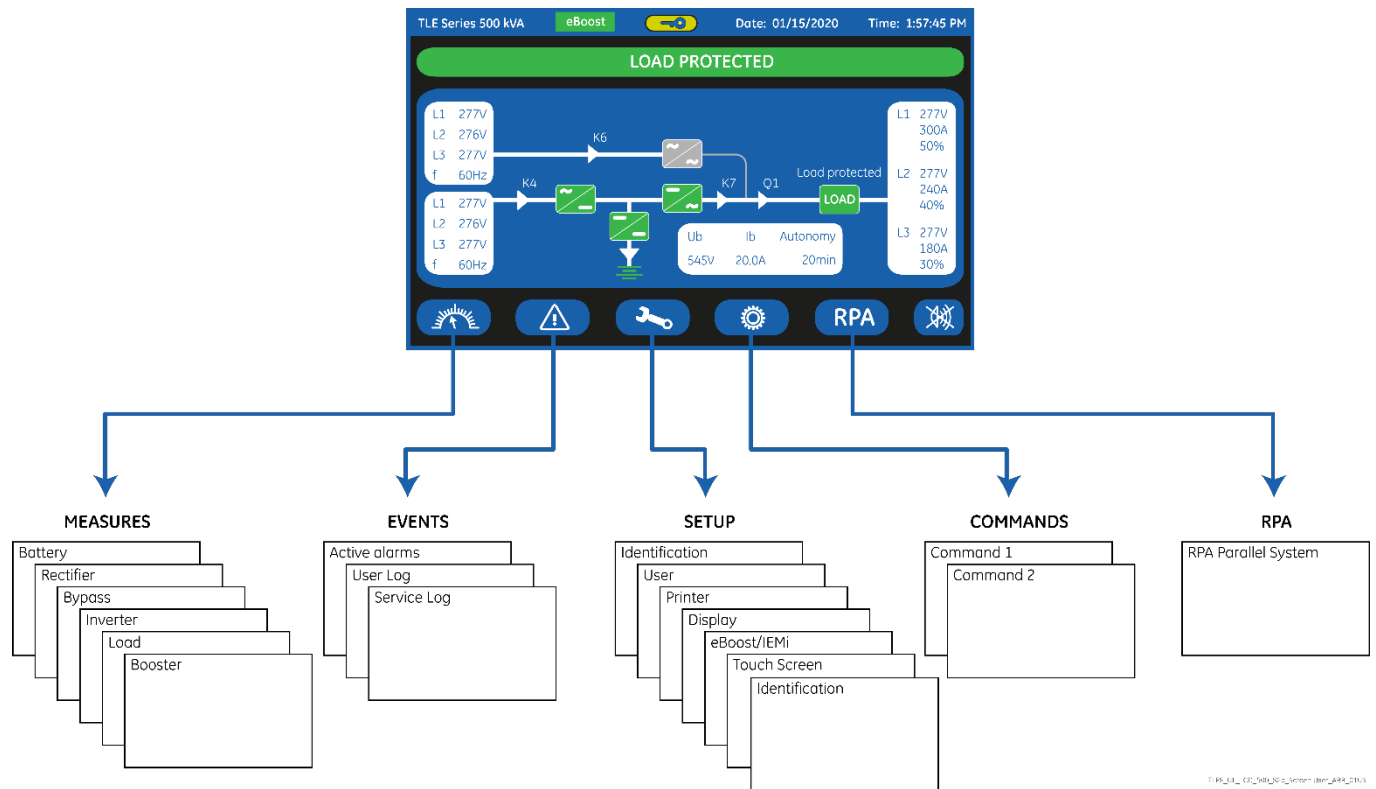 TLE Series 500 kVA eBoost Date: 01/15/2020 Time: 1:57:45 PM
LOAD PROTECTED
L1 277V
L2 276V
L3 277V
f 60Hz
K6
L1 277V
L2 276V
L3 277V
f 60Hz
K4
K7
Q1
Load protected
LOAD
Ub Ib Autonomy
545V 20.0A 20min
L1 277V
300A
50%
L2 277V
240A
40%
L3 277V
180A
30%
RPA
MEASURES
Battery
Rectifier
Bypass
Inverter
Load
Booster
EVENTS
Active alarms
User Log
Service Log
SETUP
Identification
User
Printer
Display
eBoost/IEMi
Touch Screen
Identification
COMMANDS
Command 1
Command 2
RPA
RPA Parallel System